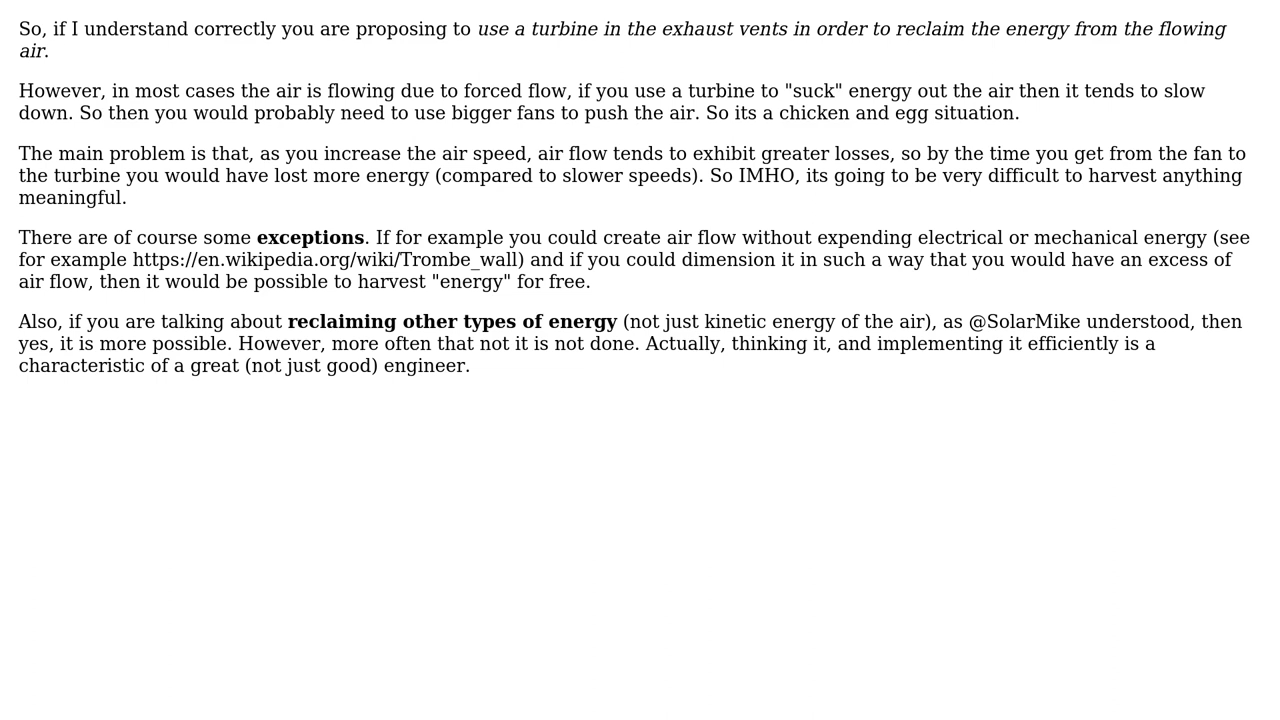 So, if I understand correctly you are proposing to use a turbine in the exhaust vents in order to reclaim the energy from the flowing
air.
However, in most cases the air is flowing due to forced flow, if you use a turbine to "suck" energy out the air then it tends to slow
down. So then you would probably need to use bigger fans to push the air. So its a chicken and egg situation.
The main problem is that, as you increase the air speed, air flow tends to exhibit greater losses, so by the time you get from the fan to
the turbine you would have lost more energy (compared to slower speeds). So IMHO, its going to be very difficult to harvest anything
meaningful.
There are of course some exceptions. If for example you could create air flow without expending electrical or mechanical energy (see
for example https://en.wikipedia.org/wiki/Trombe_wall) and if you could dimension it in such a way that you would have an excess of
air flow, then it would be possible to harvest "energy" for free.
Also, if you are talking about reclaiming other types of energy (not just kinetic energy of the air), as @SolarMike understood, then
yes, it is more possible. However, more often that not it is not done. Actually, thinking it, and implementing it efficiently is a
characteristic of a great (not just good) engineer.